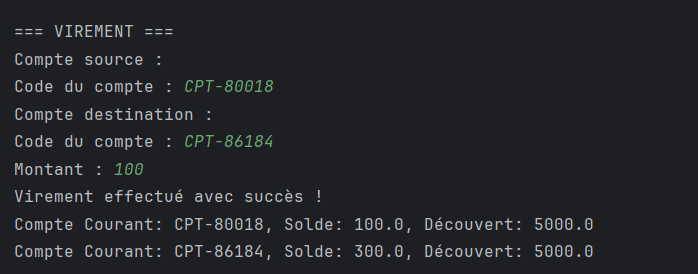 === VIREMENT ===
Compte source :
Code du compte : CPT-80018
Compte destination :
Code du compte : CPT-86184
Montant : 100
Virement effectué avec succès !
Compte Courant: CPT-80018, Solde: 100.0, Découvert: 5000.0
Compte Courant: CPT-86184, Solde: 300.0, Découvert: 5000.0